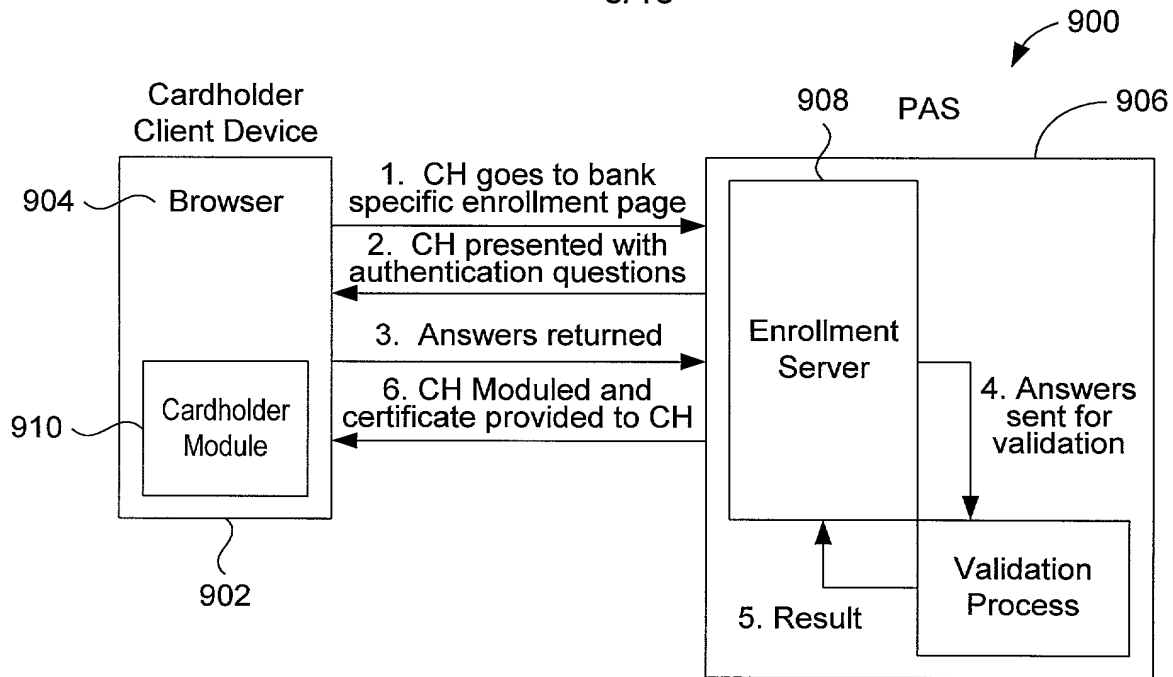 900
Cardholder
Client Device
908
PAS
906
904
Browser
1. CH goes to bank
specific enrollment page
2. CH presented with
authentication questions
3. Answers returned
6. CH Moduled and
certificate provided to CH
910
Cardholder
Module
902
Enrollment
Server
4. Answers
sent for
validation
5. Result
Validation
Process